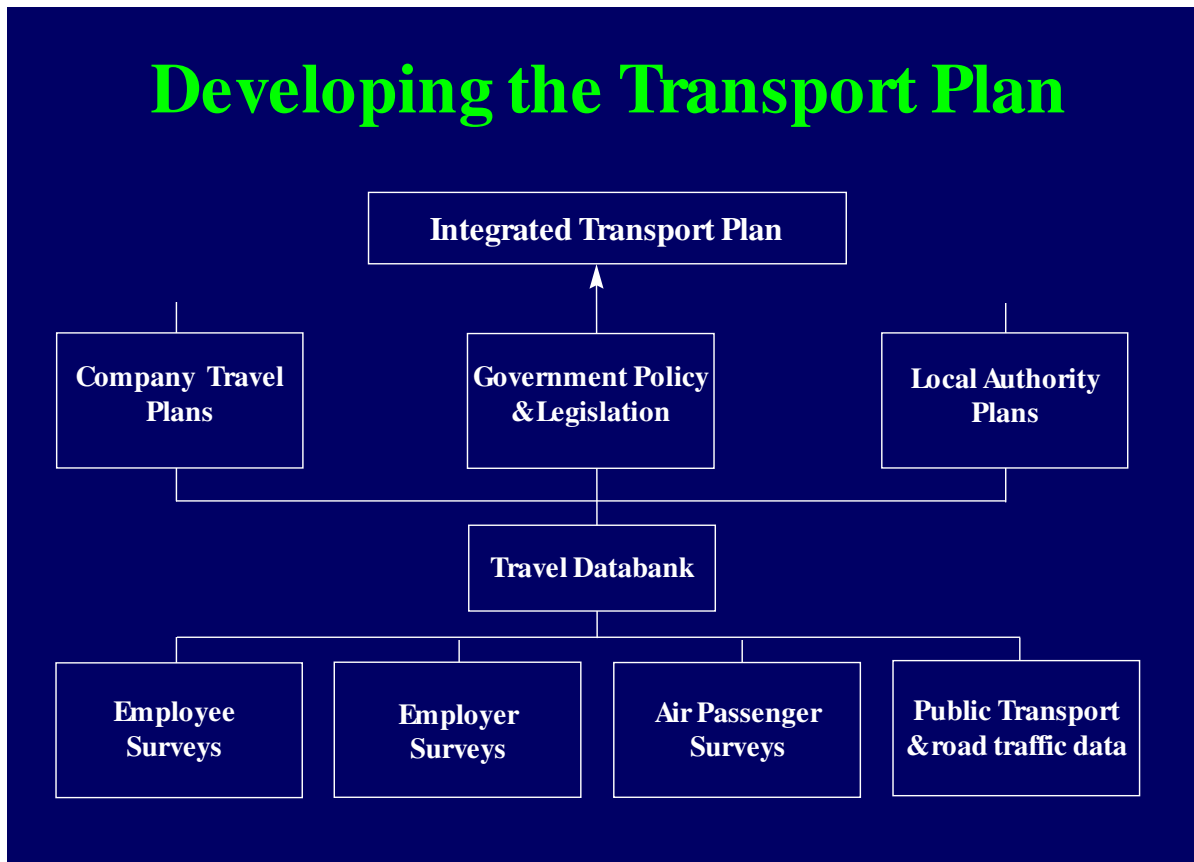 Developing the Transport Plan
Integrated Transport Plan
Company Travel
Plans
Government Policy
& Legislation
Local Authority
Plans
Travel Databank
Employee
Surveys
Employer
Surveys
Air Passenger
Surveys
Public Transport
& road traffic data